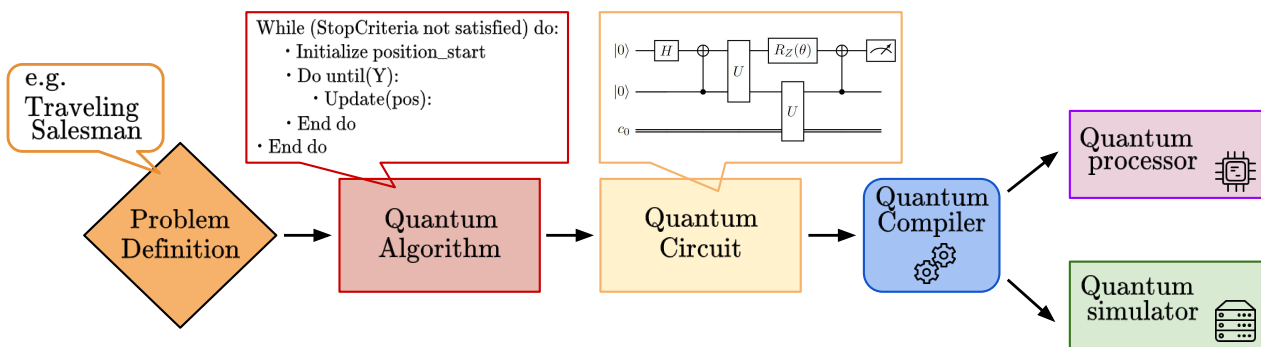 e.g.
Traveling
Salesman
Problem
Definition
While (StopCriteria not satisfied) do:
· Initialize position_start
· Do until(Y):
· Update(pos):
· End do
· End do
Quantum
Algorithm
|0⟩ H U R_Z(θ)
|0⟩ U
c₀
Quantum
Circuit
Quantum
Compiler
Quantum
processor
Quantum
simulator